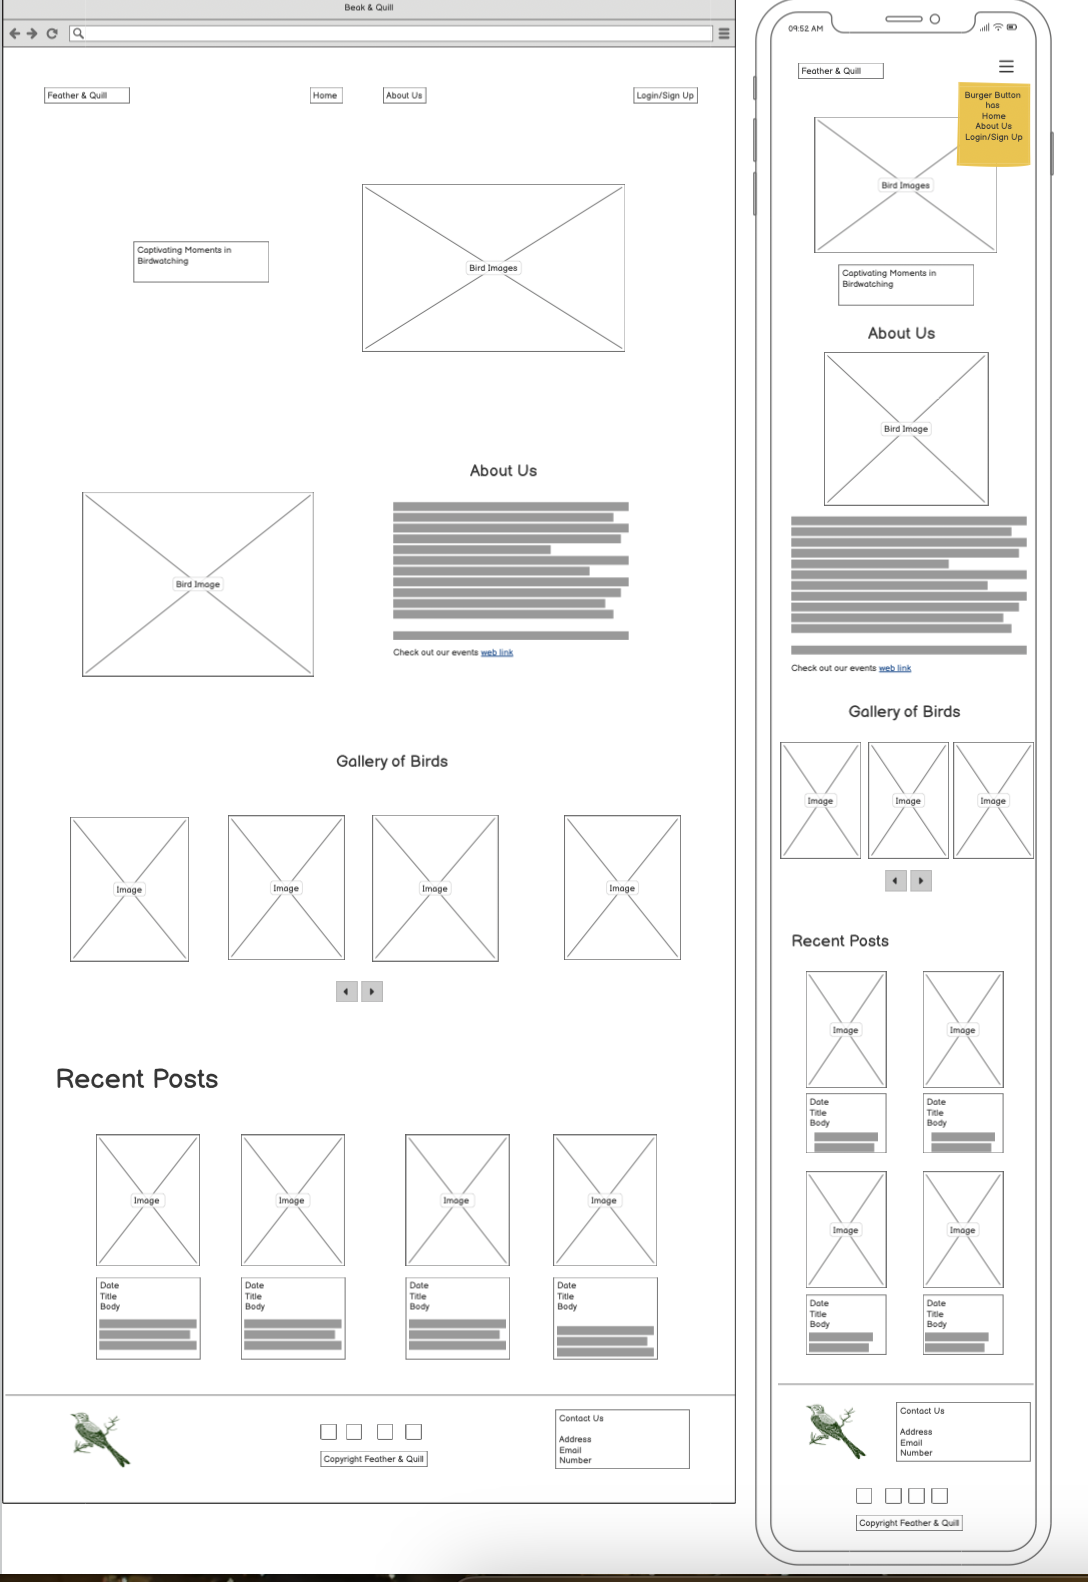 Beak & Quill
Feather & Quill
Home
About Us
Login/Sign Up
Captivating Moments in
Birdwatching
Bird Images
About Us
Bird Image
Check out our events web link
Gallery of Birds
Image
Image
Image
Image
Recent Posts
Image
Image
Image
Image
Date
Title
Body
Date
Title
Body
Date
Title
Body
Date
Title
Body
Copyright Feather & Quill
Contact Us
Address
Email
Number
09:52 AM
Feather & Quill
Burger Button
has
Home
About Us
Login/Sign Up
Bird Images
Captivating Moments in
Birdwatching
About Us
Bird Image
Check out our events web link
Gallery of Birds
Image
Image
Image
Recent Posts
Image
Image
Date
Title
Body
Date
Title
Body
Image
Image
Date
Title
Body
Date
Title
Body
Contact Us
Address
Email
Number
Copyright Feather & Quill